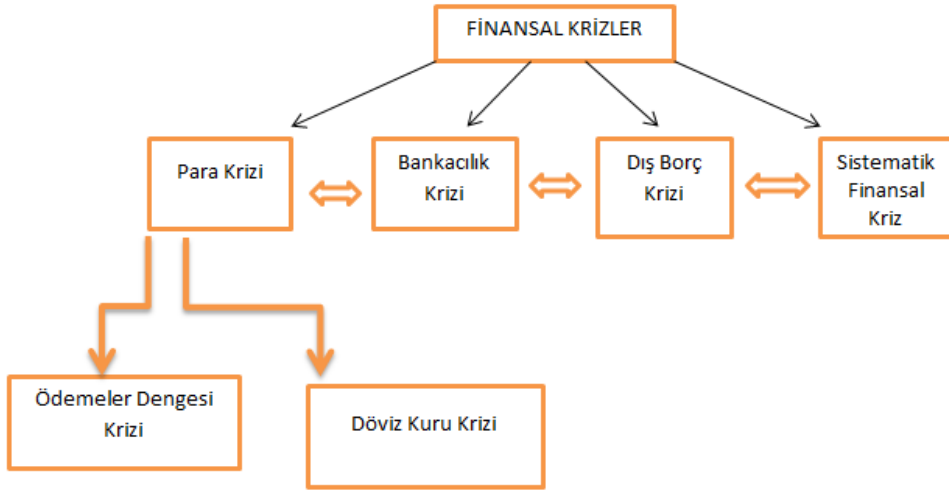 FİNANSAL KRİZLER
Para Krizi
Bankacılık
Krizi
Dış Borç
Krizi
Sistematik
Finansal
Kriz
Ödemeler Dengesi
Krizi
Döviz Kuru Krizi